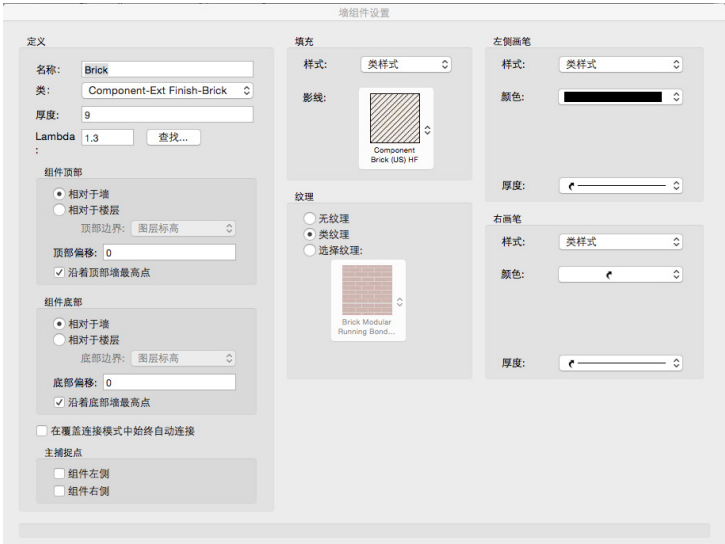 墙组件设置
定义
名称: Brick
类: Component-Ext Finish-Brick
厚度: 9
Lambda
: 1.3 查找...
组件顶部
相对于墙
相对于楼层
顶部边界: 图层标高
顶部偏移: 0
沿着顶部墙最高点
组件底部
相对于墙
相对于楼层
底部边界: 图层标高
底部偏移: 0
沿着底部墙最高点
在覆盖连接模式中始终自动连接
主捕捉点
组件左侧
组件右侧
填充
样式: 类样式
影线:
Component
Brick (US) HF
纹理
无纹理
类纹理
选择纹理:
Brick Modular
Running Bond...
左侧画笔
样式: 类样式
颜色:
厚度:
右画笔
样式: 类样式
颜色:
厚度: